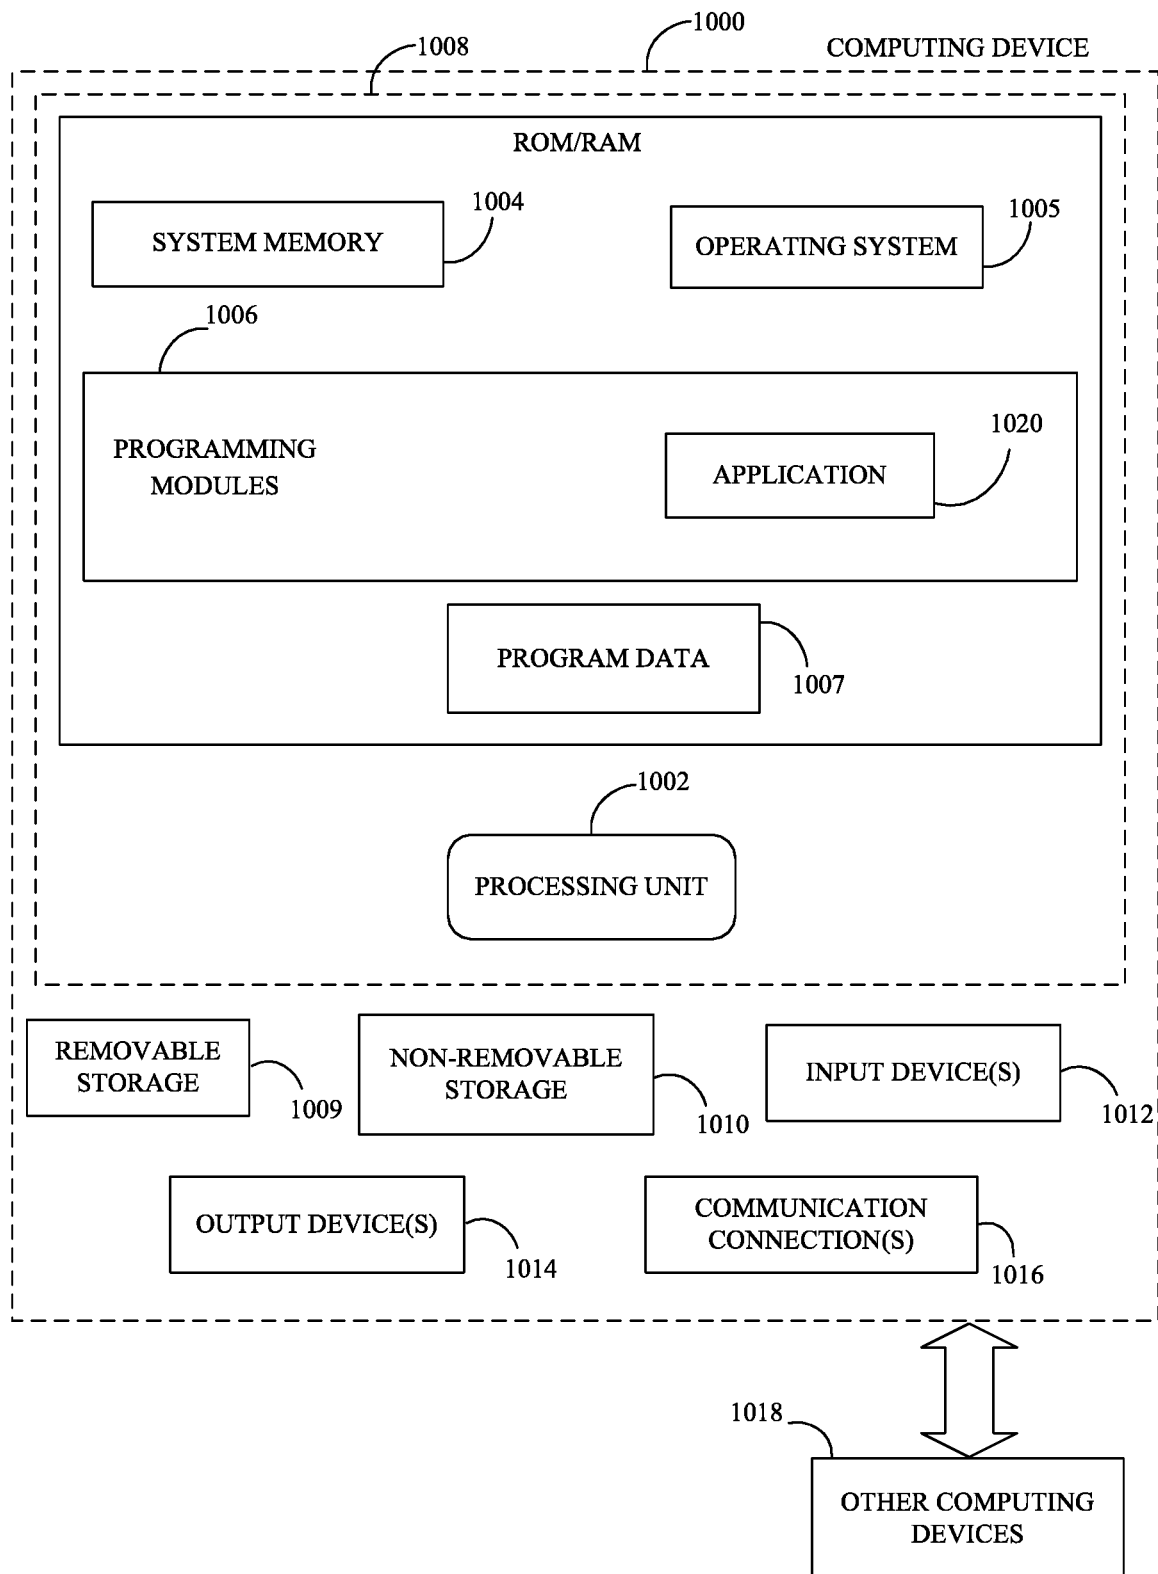 1000
1008
COMPUTING DEVICE
ROM/RAM
1004
SYSTEM MEMORY
1005
OPERATING SYSTEM
1006
PROGRAMMING
MODULES
1020
APPLICATION
PROGRAM DATA
1007
1002
PROCESSING UNIT
REMOVABLE
STORAGE
1009
NON-REMOVABLE
STORAGE
1010
INPUT DEVICE(S)
1012
OUTPUT DEVICE(S)
1014
COMMUNICATION
CONNECTION(S)
1016
1018
OTHER COMPUTING
DEVICES